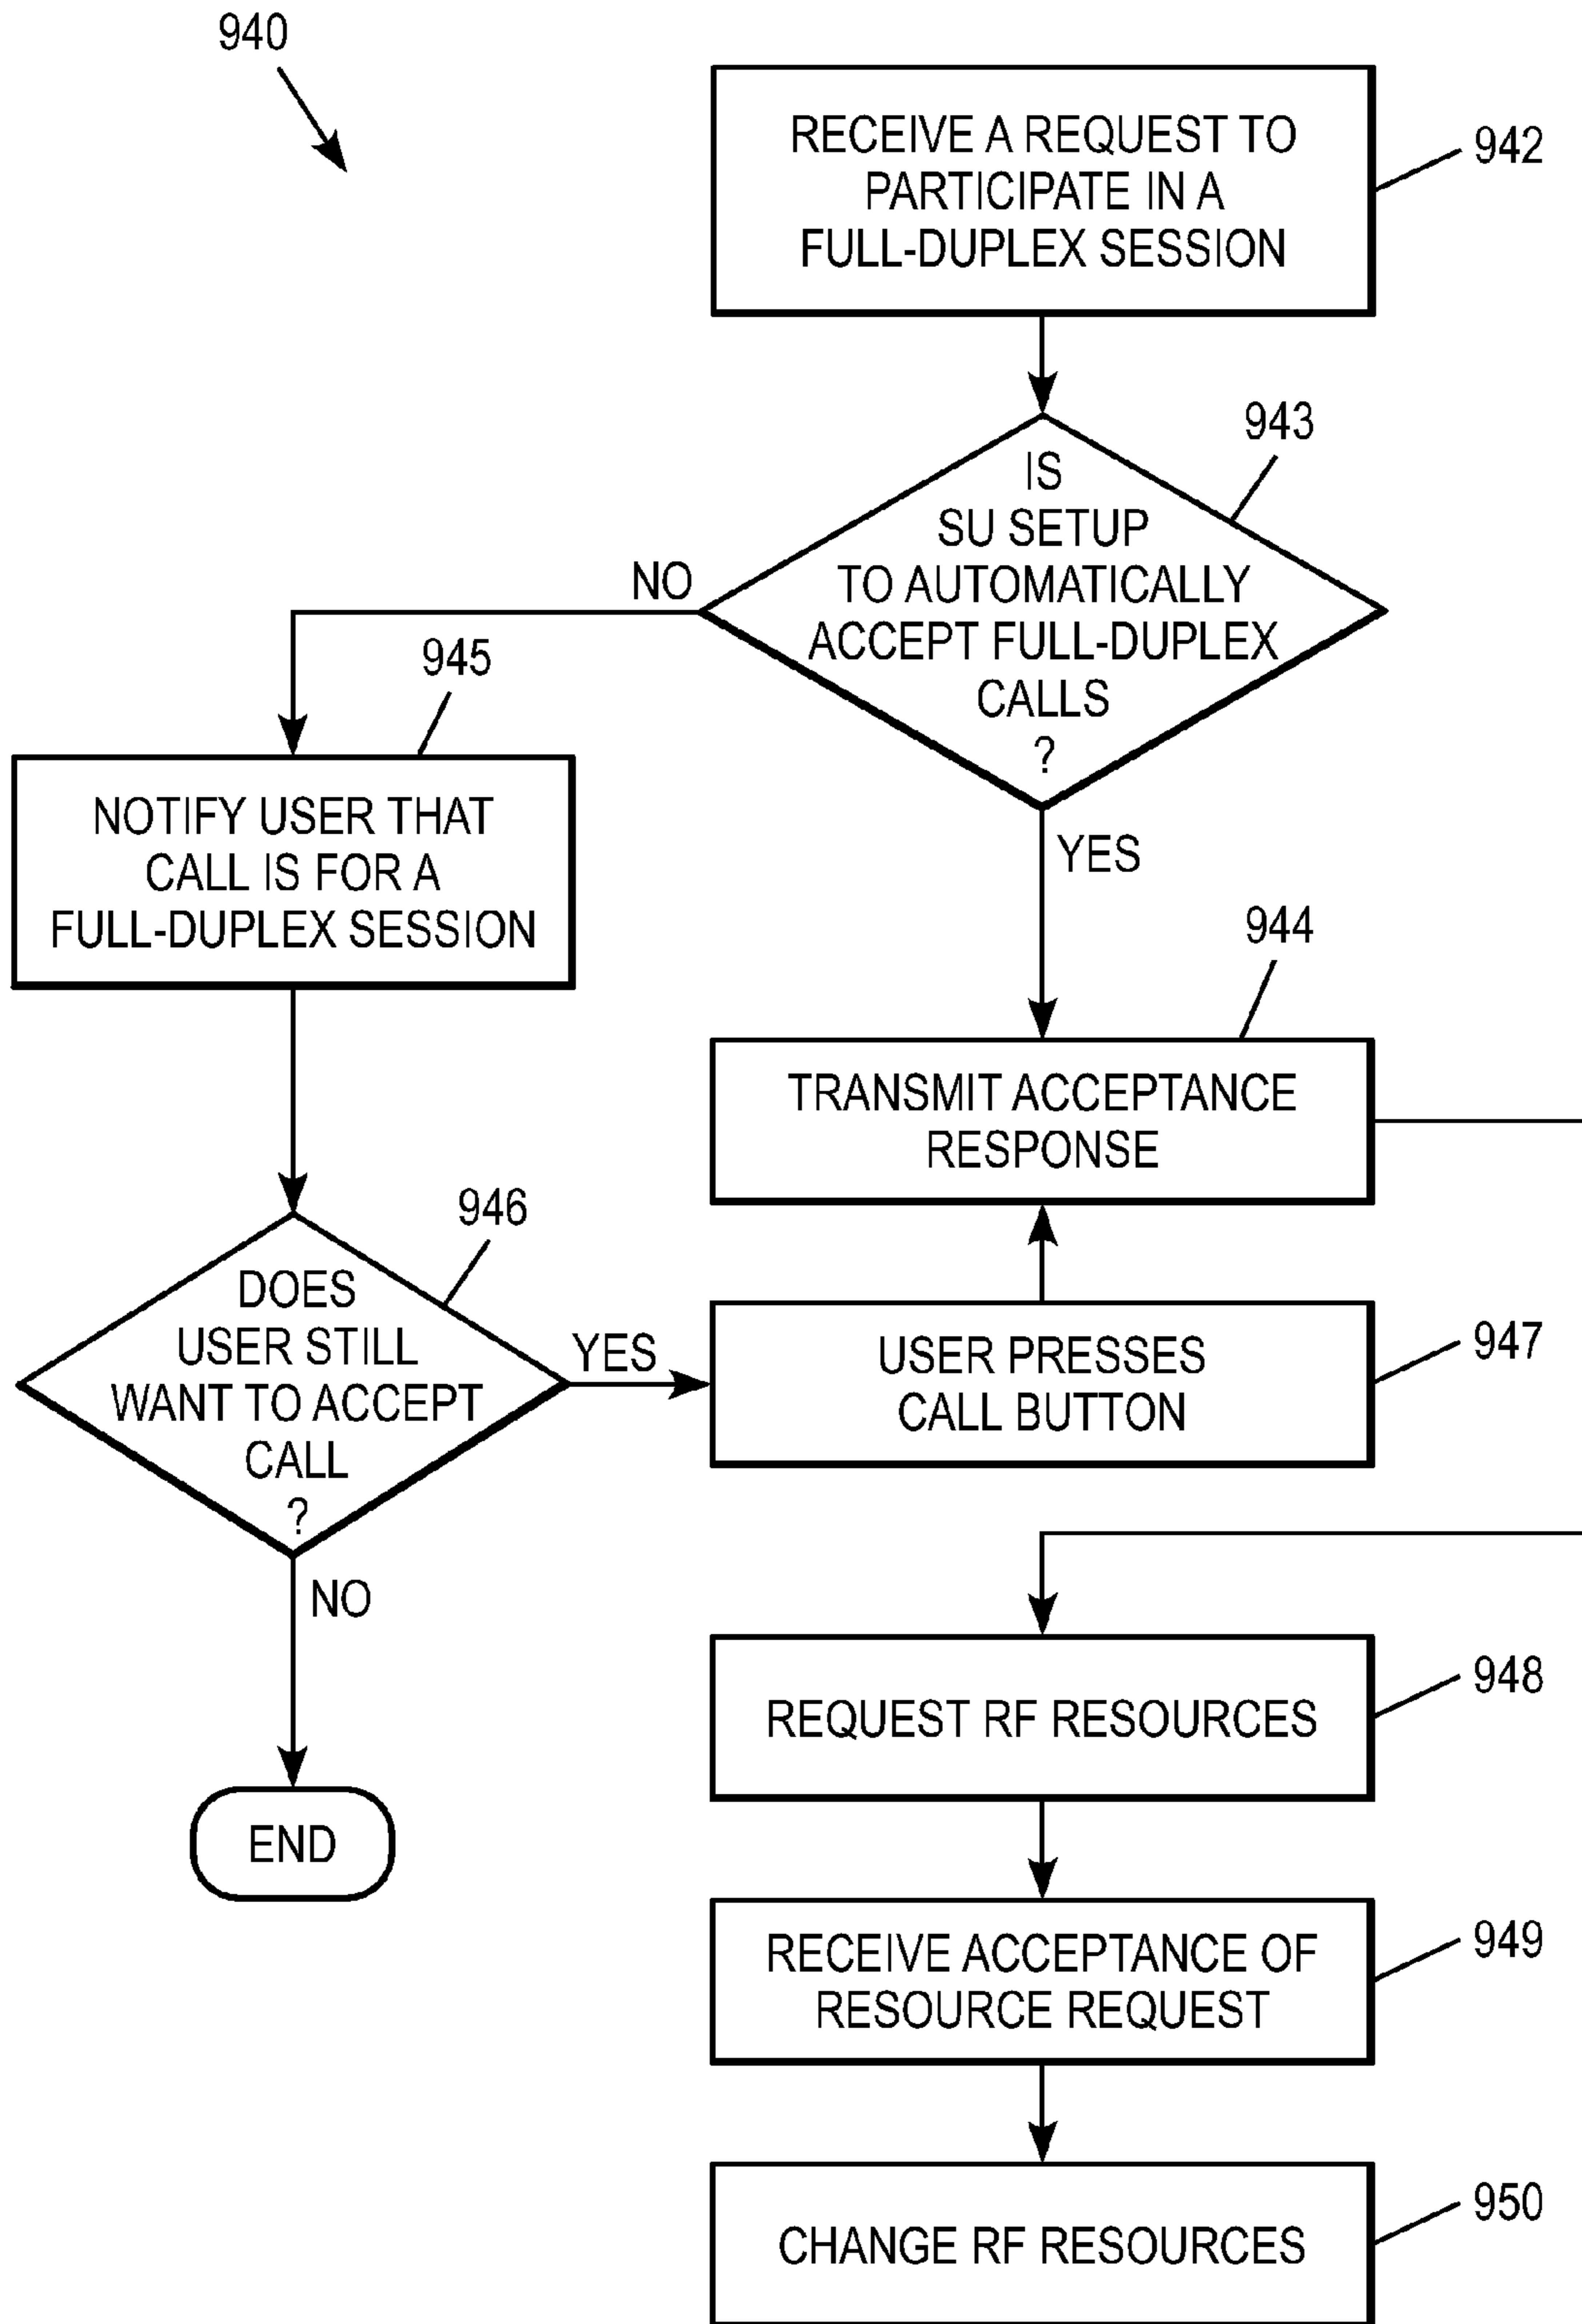 940
RECEIVE A REQUEST TO
PARTICIPATE IN A
FULL-DUPLEX SESSION
942
943
IS
SU SETUP
TO AUTOMATICALLY
ACCEPT FULL-DUPLEX
CALLS
?
NO
YES
945
NOTIFY USER THAT
CALL IS FOR A
FULL-DUPLEX SESSION
944
TRANSMIT ACCEPTANCE
RESPONSE
946
DOES
USER STILL
WANT TO ACCEPT
CALL
?
YES
USER PRESSES
CALL BUTTON
947
NO
END
REQUEST RF RESOURCES
948
RECEIVE ACCEPTANCE OF
RESOURCE REQUEST
949
CHANGE RF RESOURCES
950